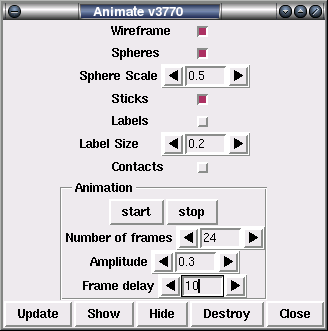 Animate v3770
Wireframe
Spheres
Sphere Scale 0.5
Sticks
Labels
Label Size 0.2
Contacts
Animation
start stop
Number of frames 24
Amplitude 0.3
Frame delay 10
Update Show Hide Destroy Close